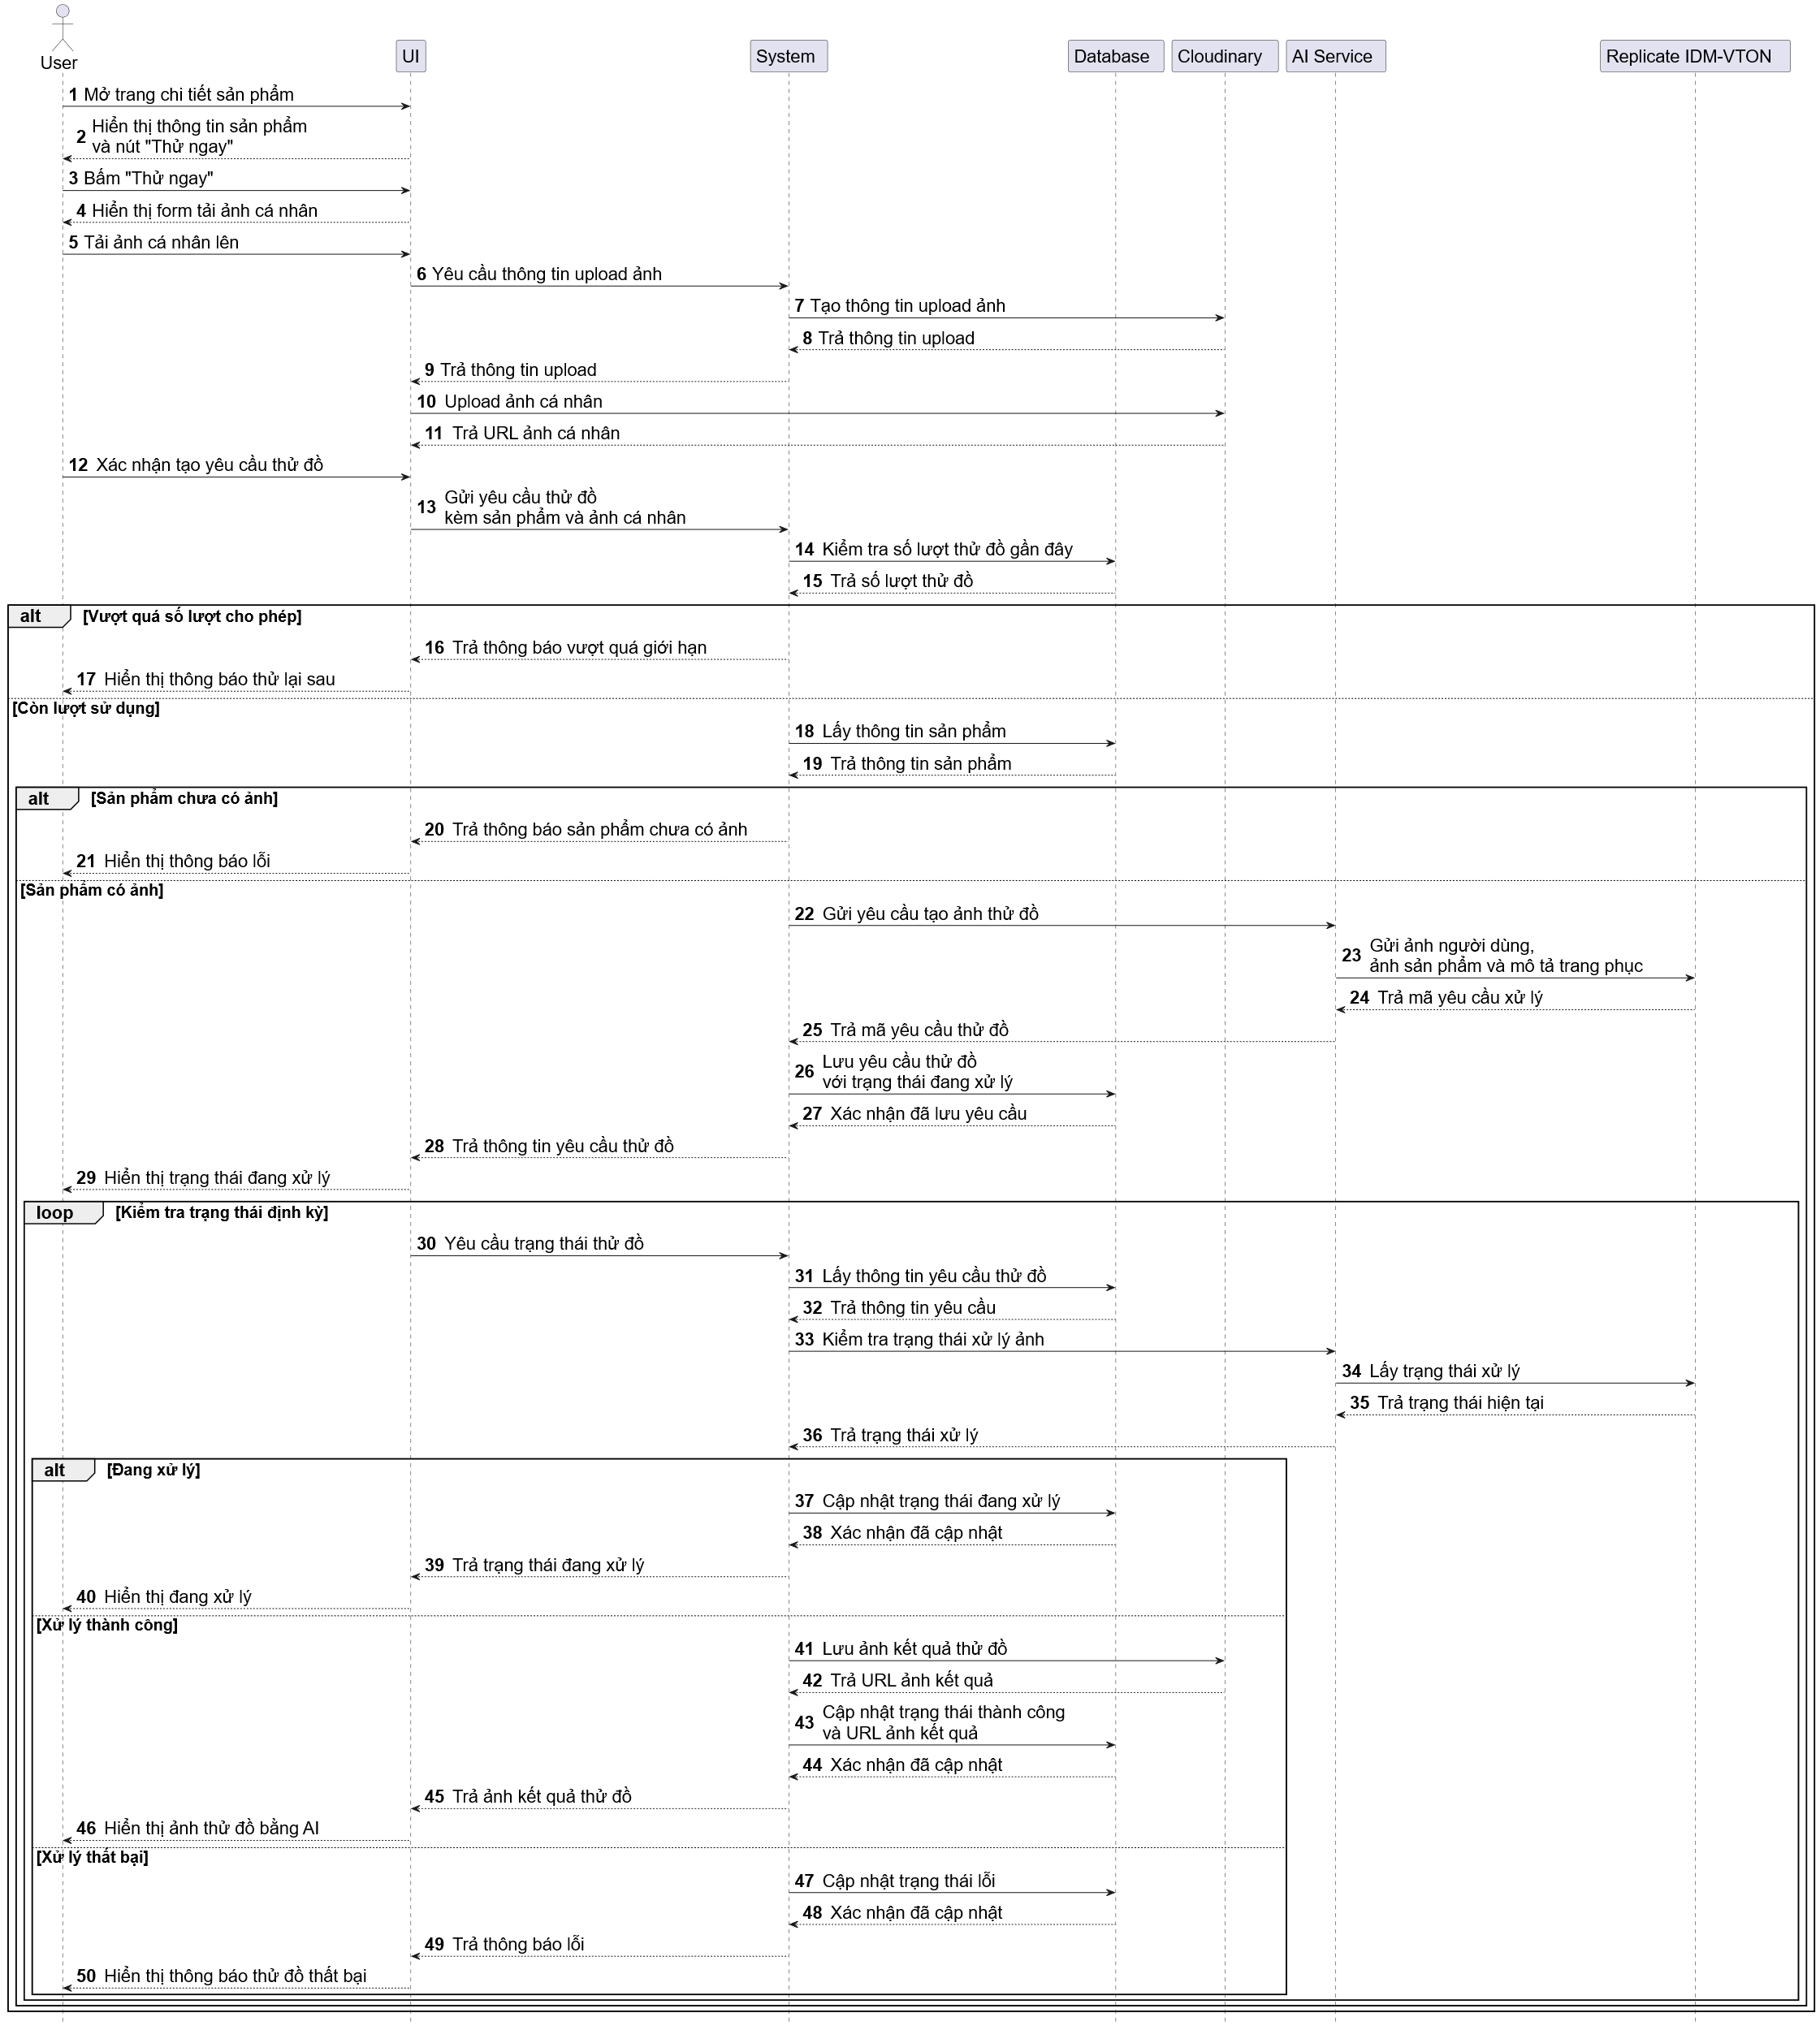 User
UI
System
Database
Cloudinary
AI Service
Replicate IDM-VTON
1 Mở trang chi tiết sản phẩm
2 Hiển thị thông tin sản phẩm
và nút "Thử ngay"
3 Bấm "Thử ngay"
4 Hiển thị form tải ảnh cá nhân
5 Tải ảnh cá nhân lên
6 Yêu cầu thông tin upload ảnh
7 Tạo thông tin upload ảnh
8 Trả thông tin upload
9 Trả thông tin upload
10 Upload ảnh cá nhân
11 Trả URL ảnh cá nhân
12 Xác nhận tạo yêu cầu thử đồ
13 Gửi yêu cầu thử đồ
kèm sản phẩm và ảnh cá nhân
14 Kiểm tra số lượt thử đồ gần đây
15 Trả số lượt thử đồ
alt [Vượt quá số lượt cho phép]
16 Trả thông báo vượt quá giới hạn
17 Hiển thị thông báo thử lại sau
[Còn lượt sử dụng]
18 Lấy thông tin sản phẩm
19 Trả thông tin sản phẩm
alt [Sản phẩm chưa có ảnh]
20 Trả thông báo sản phẩm chưa có ảnh
21 Hiển thị thông báo lỗi
[Sản phẩm có ảnh]
22 Gửi yêu cầu tạo ảnh thử đồ
23 Gửi ảnh người dùng,
ảnh sản phẩm và mô tả trang phục
24 Trả mã yêu cầu xử lý
25 Trả mã yêu cầu thử đồ
26 Lưu yêu cầu thử đồ
với trạng thái đang xử lý
27 Xác nhận đã lưu yêu cầu
28 Trả thông tin yêu cầu thử đồ
29 Hiển thị trạng thái đang xử lý
loop [Kiểm tra trạng thái định kỳ]
30 Yêu cầu trạng thái thử đồ
31 Lấy thông tin yêu cầu thử đồ
32 Trả thông tin yêu cầu
33 Kiểm tra trạng thái xử lý ảnh
34 Lấy trạng thái xử lý
35 Trả trạng thái hiện tại
36 Trả trạng thái xử lý
alt [Đang xử lý]
37 Cập nhật trạng thái đang xử lý
38 Xác nhận đã cập nhật
39 Trả trạng thái đang xử lý
40 Hiển thị đang xử lý
[Xử lý thành công]
41 Lưu ảnh kết quả thử đồ
42 Trả URL ảnh kết quả
43 Cập nhật trạng thái thành công
và URL ảnh kết quả
44 Xác nhận đã cập nhật
45 Trả ảnh kết quả thử đồ
46 Hiển thị ảnh thử đồ bằng AI
[Xử lý thất bại]
47 Cập nhật trạng thái lỗi
48 Xác nhận đã cập nhật
49 Trả thông báo lỗi
50 Hiển thị thông báo thử đồ thất bại